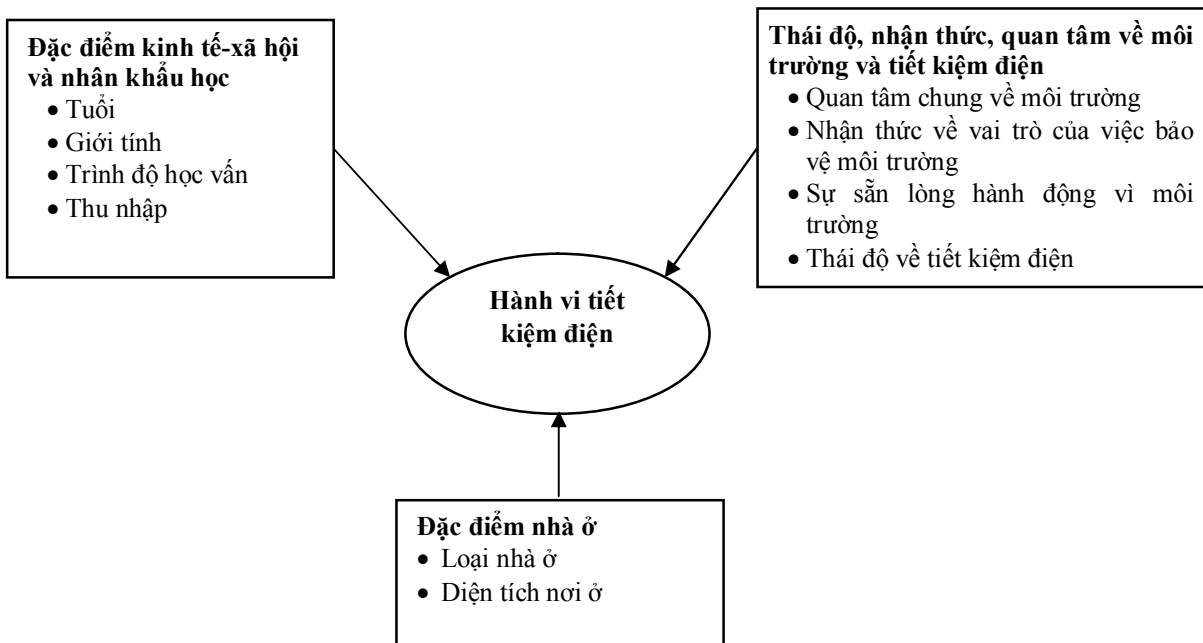 Đặc điểm kinh tế-xã hội
và nhân khẩu học
• Tuổi
• Giới tính
• Trình độ học vấn
• Thu nhập
Thái độ, nhận thức, quan tâm về môi
trường và tiết kiệm điện
• Quan tâm chung về môi trường
• Nhận thức về vai trò của việc bảo
vệ môi trường
• Sự sẵn lòng hành động vì môi
trường
• Thái độ về tiết kiệm điện
Hành vi tiết
kiệm điện
Đặc điểm nhà ở
• Loại nhà ở
• Diện tích nơi ở